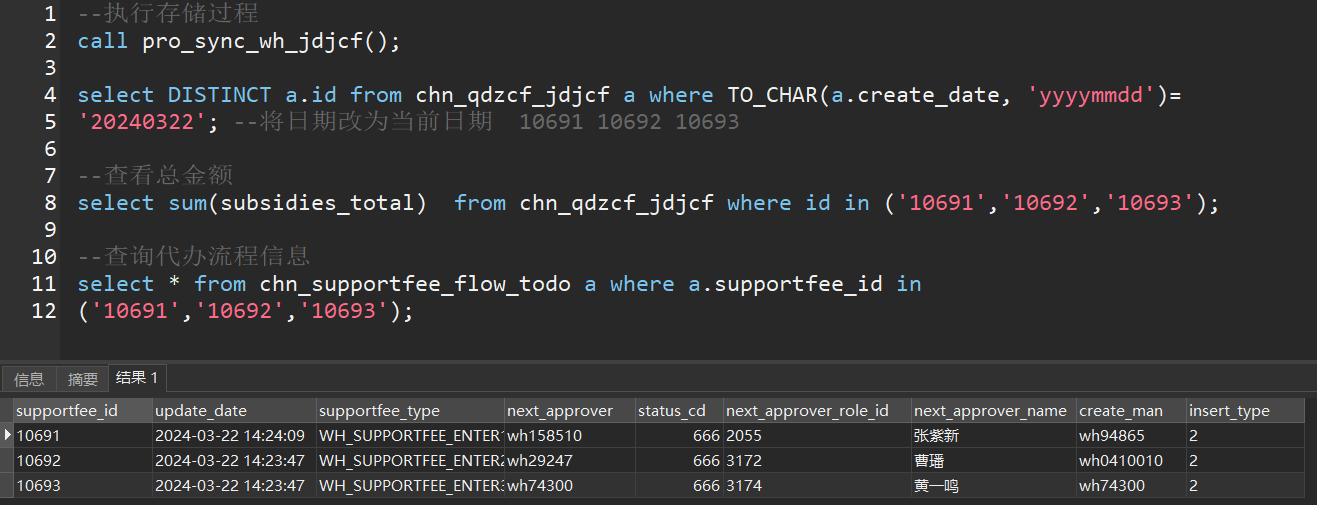 1 --执行存储过程
2 call pro_sync_wh_jdjcf();
3
4 select DISTINCT a.id from chn_qdzcf_jdjcf a where TO_CHAR(a.create_date, 'yyyymmdd')=
5 '20240322'; --将日期改为当前日期 10691 10692 10693
6
7 --查看总金额
8 select sum(subsidies_total) from chn_qdzcf_jdjcf where id in ('10691','10692','10693');
9
10 --查询代办流程信息
11 select * from chn_supportfee_flow_todo a where a.supportfee_id in
12 ('10691','10692','10693');
信息 摘要 结果 1
supportfee_id update_date supportfee_type next_approver status_cd next_approver_role_id next_approver_name create_man insert_type
10691 2024-03-22 14:24:09 WH_SUPPORTFEE_ENTER1 wh158510 666 2055 张紫新 wh94865 2
10692 2024-03-22 14:23:47 WH_SUPPORTFEE_ENTER2 wh29247 666 3172 曹璠 wh0410010 2
10693 2024-03-22 14:23:47 WH_SUPPORTFEE_ENTER3 wh74300 666 3174 黄一鸣 wh74300 2